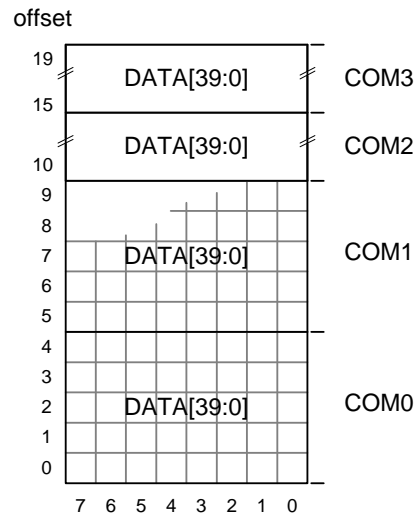 offset
19
DATA[39:0]
COM3
15
DATA[39:0]
COM2
10
9
8
DATA[39:0]
COM1
7
6
5
4
3
DATA[39:0]
COM0
2
1
0
7 6 5 4 3 2 1 0